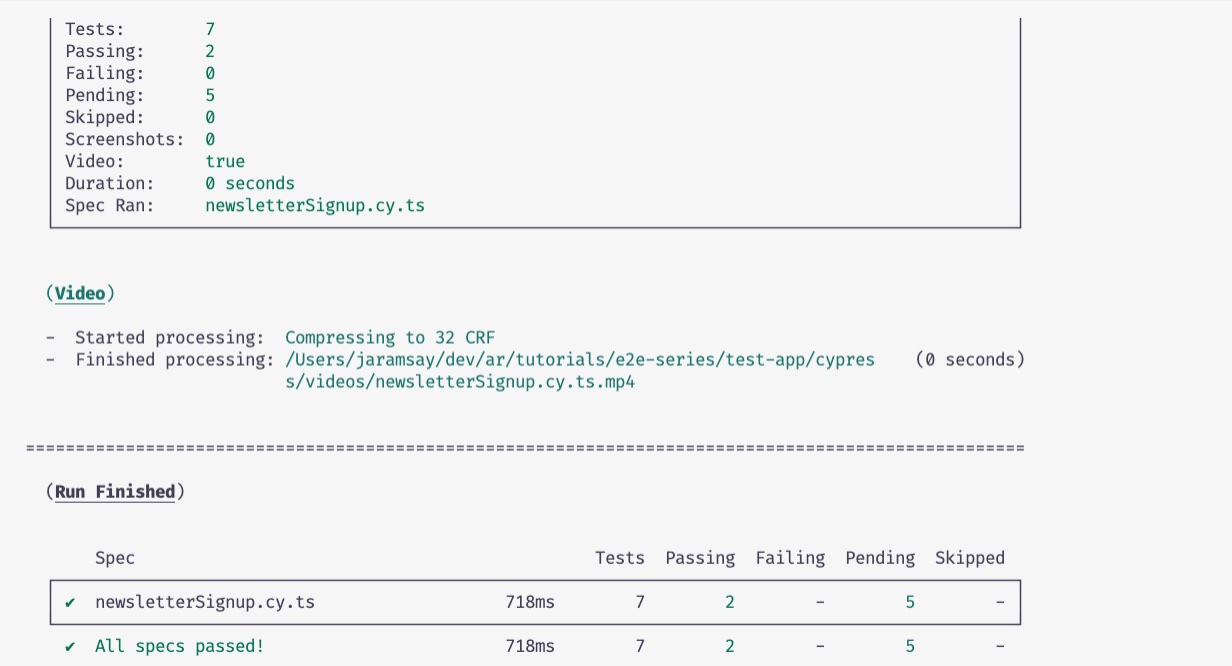 Tests: 7
Passing: 2
Failing: 0
Pending: 5
Skipped: 0
Screenshots: 0
Video: true
Duration: 0 seconds
Spec Ran: newsletterSignup.cy.ts
(Video)
- Started processing: Compressing to 32 CRF
- Finished processing: /Users/jaramsay/dev/ar/tutorials/e2e-series/test-app/cypres (0 seconds)
s/videos/newsletterSignup.cy.ts.mp4
====================================================================================================
(Run Finished)
Spec Tests Passing Failing Pending Skipped
✔ newsletterSignup.cy.ts 718ms 7 2 - 5 -
✔ All specs passed! 718ms 7 2 - 5 -